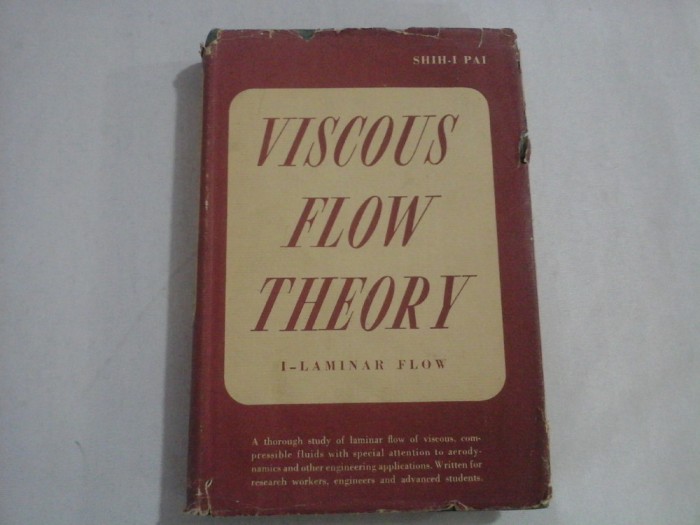 SHIH-I PAI
VISCOUS
FLOW
THEORY
I-LAMINAR FLOW
A thorough study of laminar flow of viscous, com-
pressible fluids with special attention to aerody-
namics and other engineering applications. Written for
research workers, engineers and advanced students.